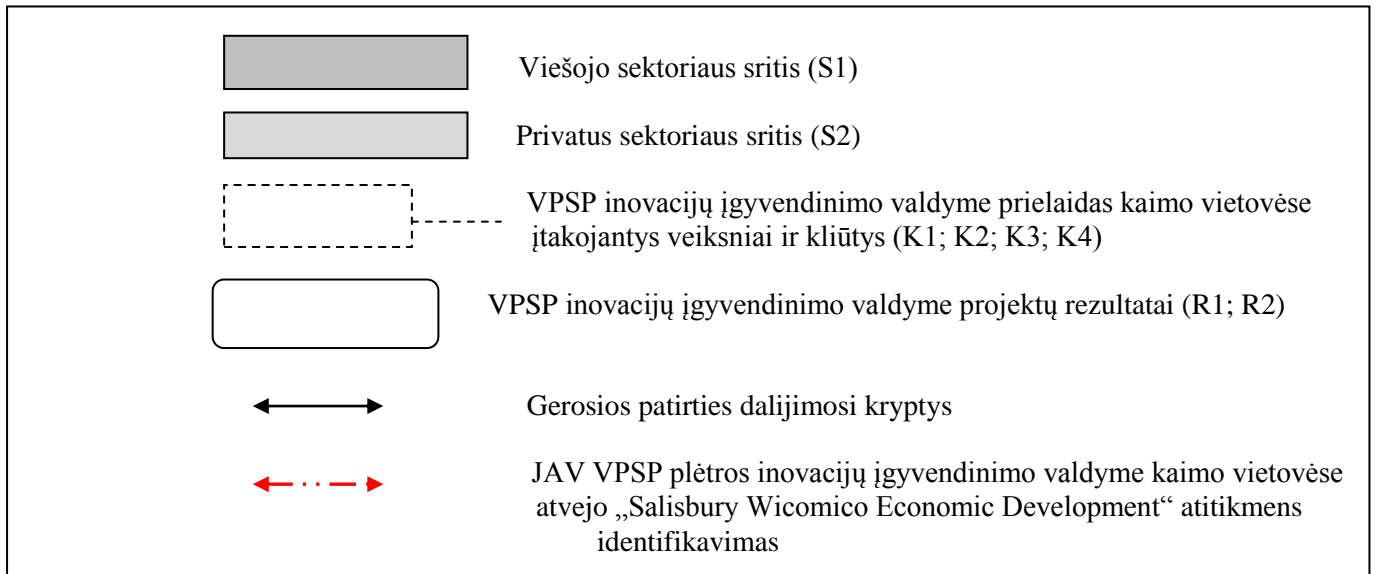 Viešojo sektoriaus sritis (S1)
Privatus sektoriaus sritis (S2)
VPSP inovacijų įgyvendinimo valdyme prielaidas kaimo vietovėse
įtakojantys veiksniai ir kliūtys (K1; K2; K3; K4)
VPSP inovacijų įgyvendinimo valdyme projektų rezultatai (R1; R2)
Gerosios patirties dalijimosi kryptys
JAV VPSP plėtros inovacijų įgyvendinimo valdyme kaimo vietovėse
atvejo „Salisbury Wicomico Economic Development“ atitikmens
identifikavimas